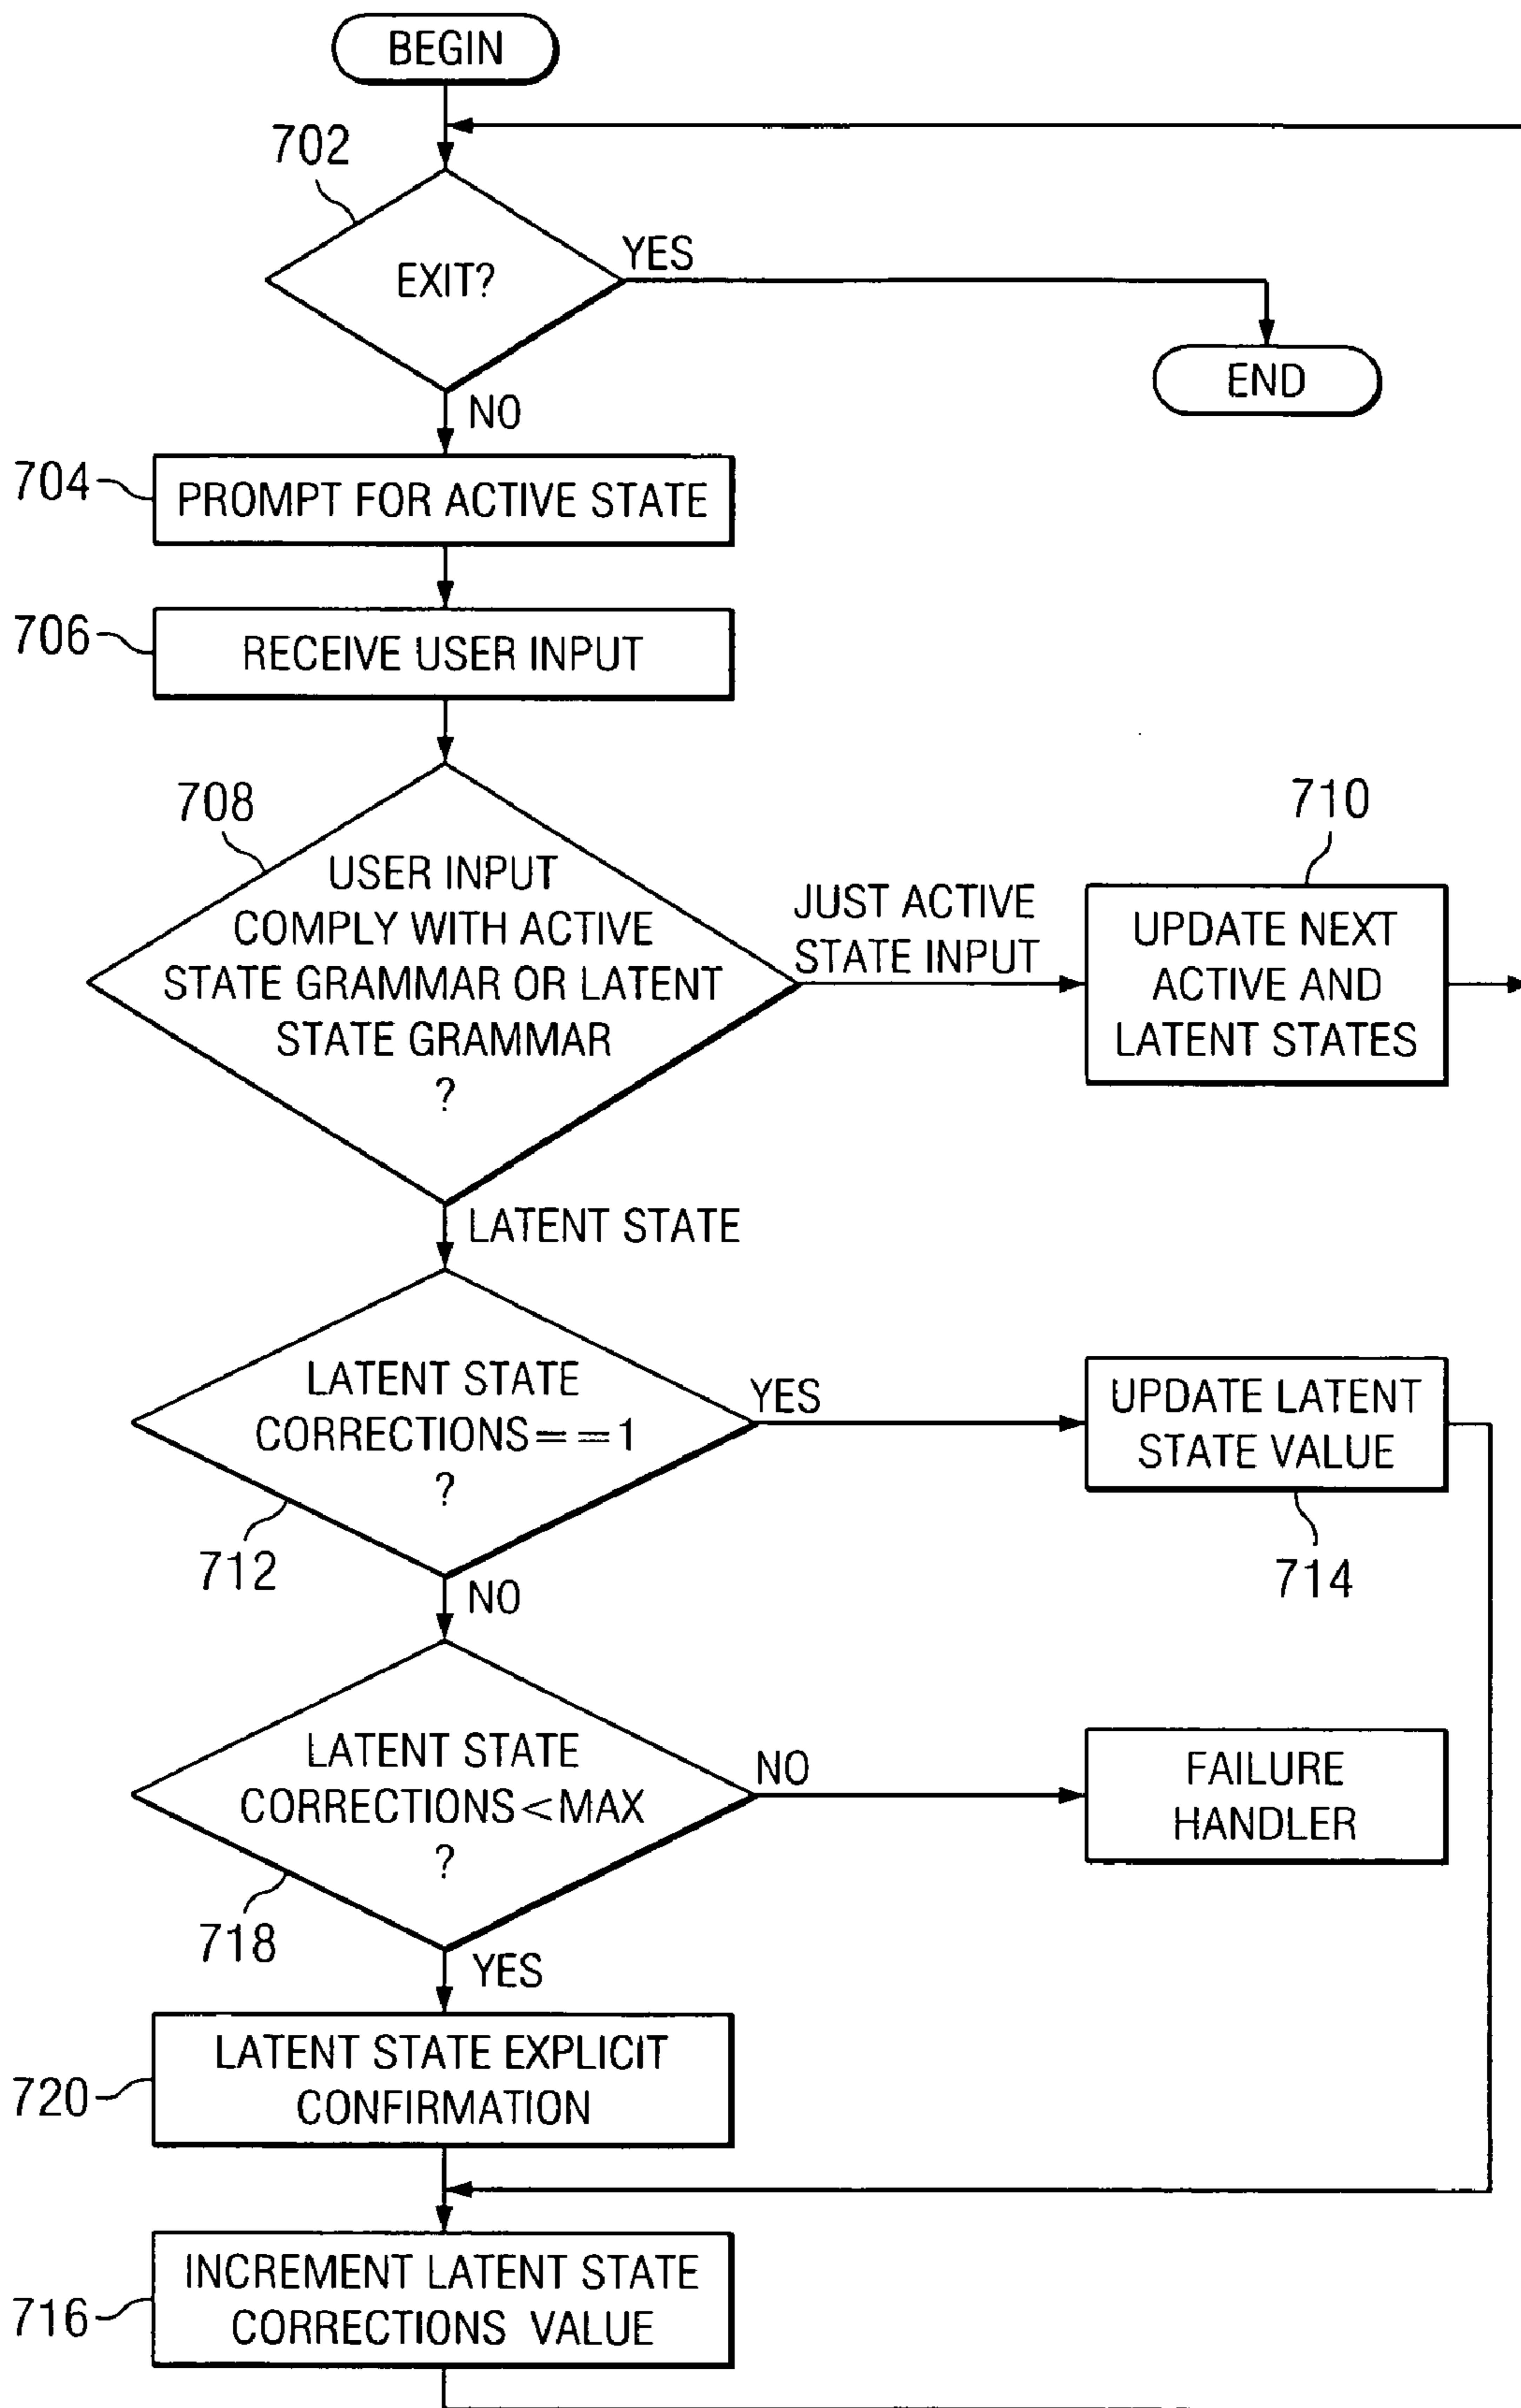 BEGIN
702
EXIT?
YES
END
NO
704
PROMPT FOR ACTIVE STATE
706
RECEIVE USER INPUT
708
USER INPUT
COMPLY WITH ACTIVE
STATE GRAMMAR OR LATENT
STATE GRAMMAR
?
JUST ACTIVE
STATE INPUT
710
UPDATE NEXT
ACTIVE AND
LATENT STATES
LATENT STATE
LATENT STATE
CORRECTIONS==1
?
712
YES
UPDATE LATENT
STATE VALUE
714
NO
LATENT STATE
CORRECTIONS<MAX
?
718
NO
FAILURE
HANDLER
YES
720
LATENT STATE EXPLICIT
CONFIRMATION
716
INCREMENT LATENT STATE
CORRECTIONS VALUE